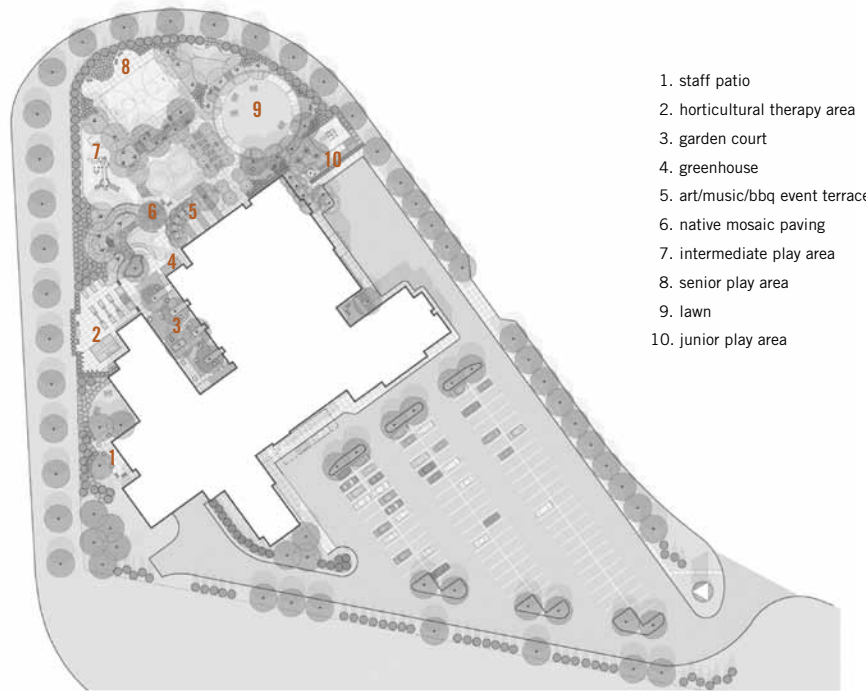 8
9
7
10
6
5
4
3
2
1
1. staff patio
2. horticultural therapy area
3. garden court
4. greenhouse
5. art/music/bbq event terrace
6. native mosaic paving
7. intermediate play area
8. senior play area
9. lawn
10. junior play area